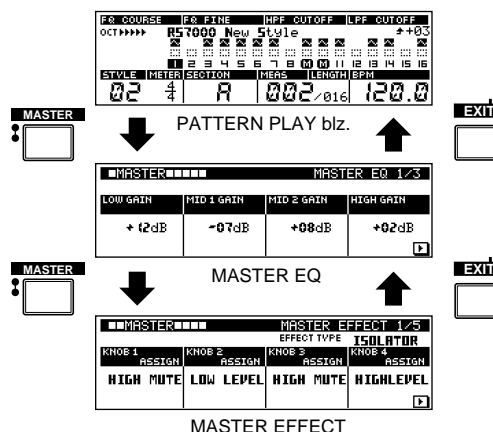 EQ COURSE EQ FINE HPF CUTOFF LPF CUTOFF
OCT RS7000 New Style +03
1 2 3 4 5 6 7 8 M M 11 12 13 14 15 16
STYLE METER SECTION MEAS LENGTH BPM
02 4/4 A 002/016 120.0
PATTERN PLAY blz.
MASTER
EXIT
MASTER MASTER EQ 1/3
LOW GAIN MID 1 GAIN MID 2 GAIN HIGH GAIN
+12dB -07dB +08dB +02dB
MASTER EQ
MASTER
EXIT
MASTER MASTER EFFECT 1/5
EFFECT TYPE ISOLATOR
KNOB 1 KNOB 2 KNOB 3 KNOB 4
ASSIGN ASSIGN ASSIGN ASSIGN
HIGH MUTE LOW LEVEL HIGH MUTE HIGHLEVEL
MASTER EFFECT